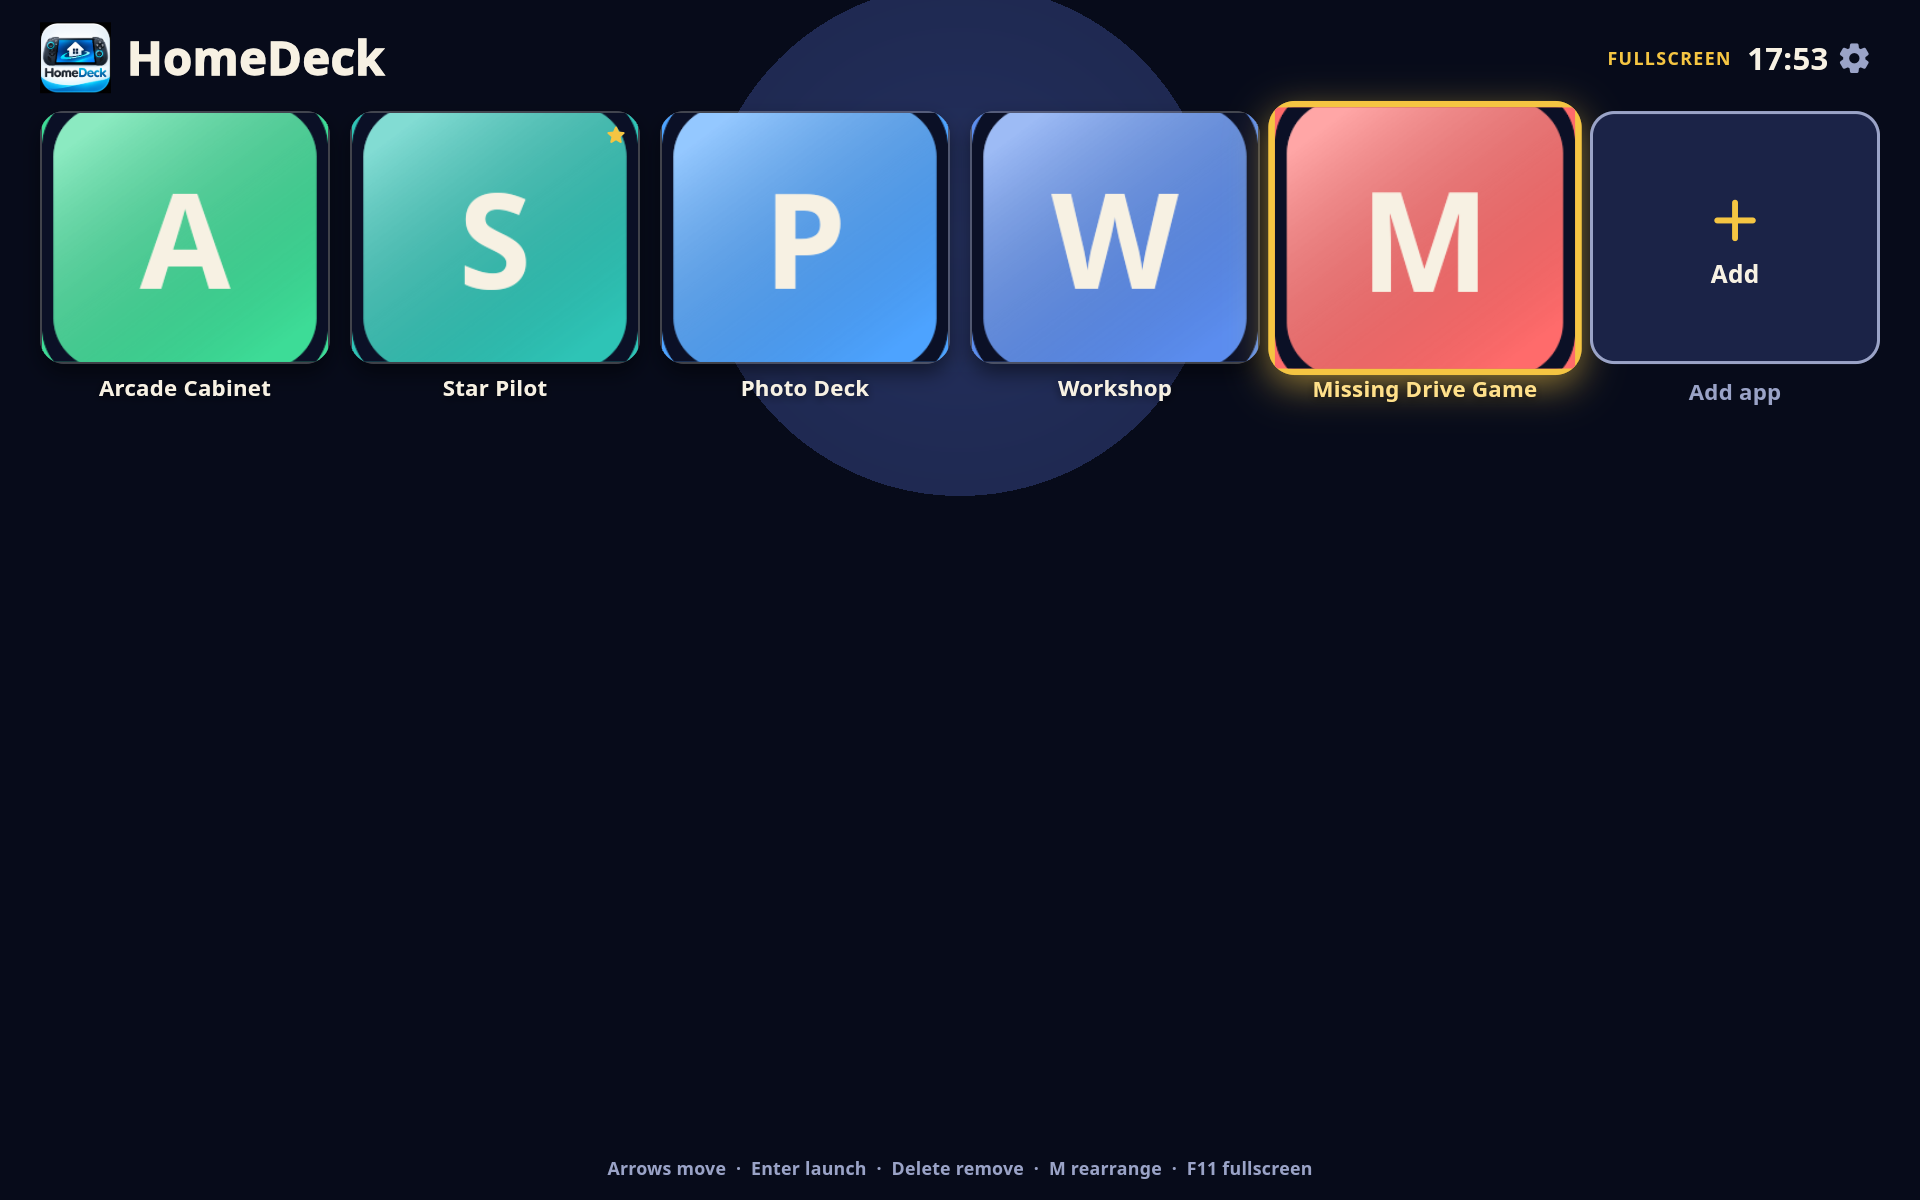 HomeDeck
HomeDeck
FULLSCREEN 17:53
A
S
P
W
M
Add
Arcade Cabinet
Star Pilot
Photo Deck
Workshop
Missing Drive Game
Add app
Arrows move · Enter launch · Delete remove · M rearrange · F11 fullscreen